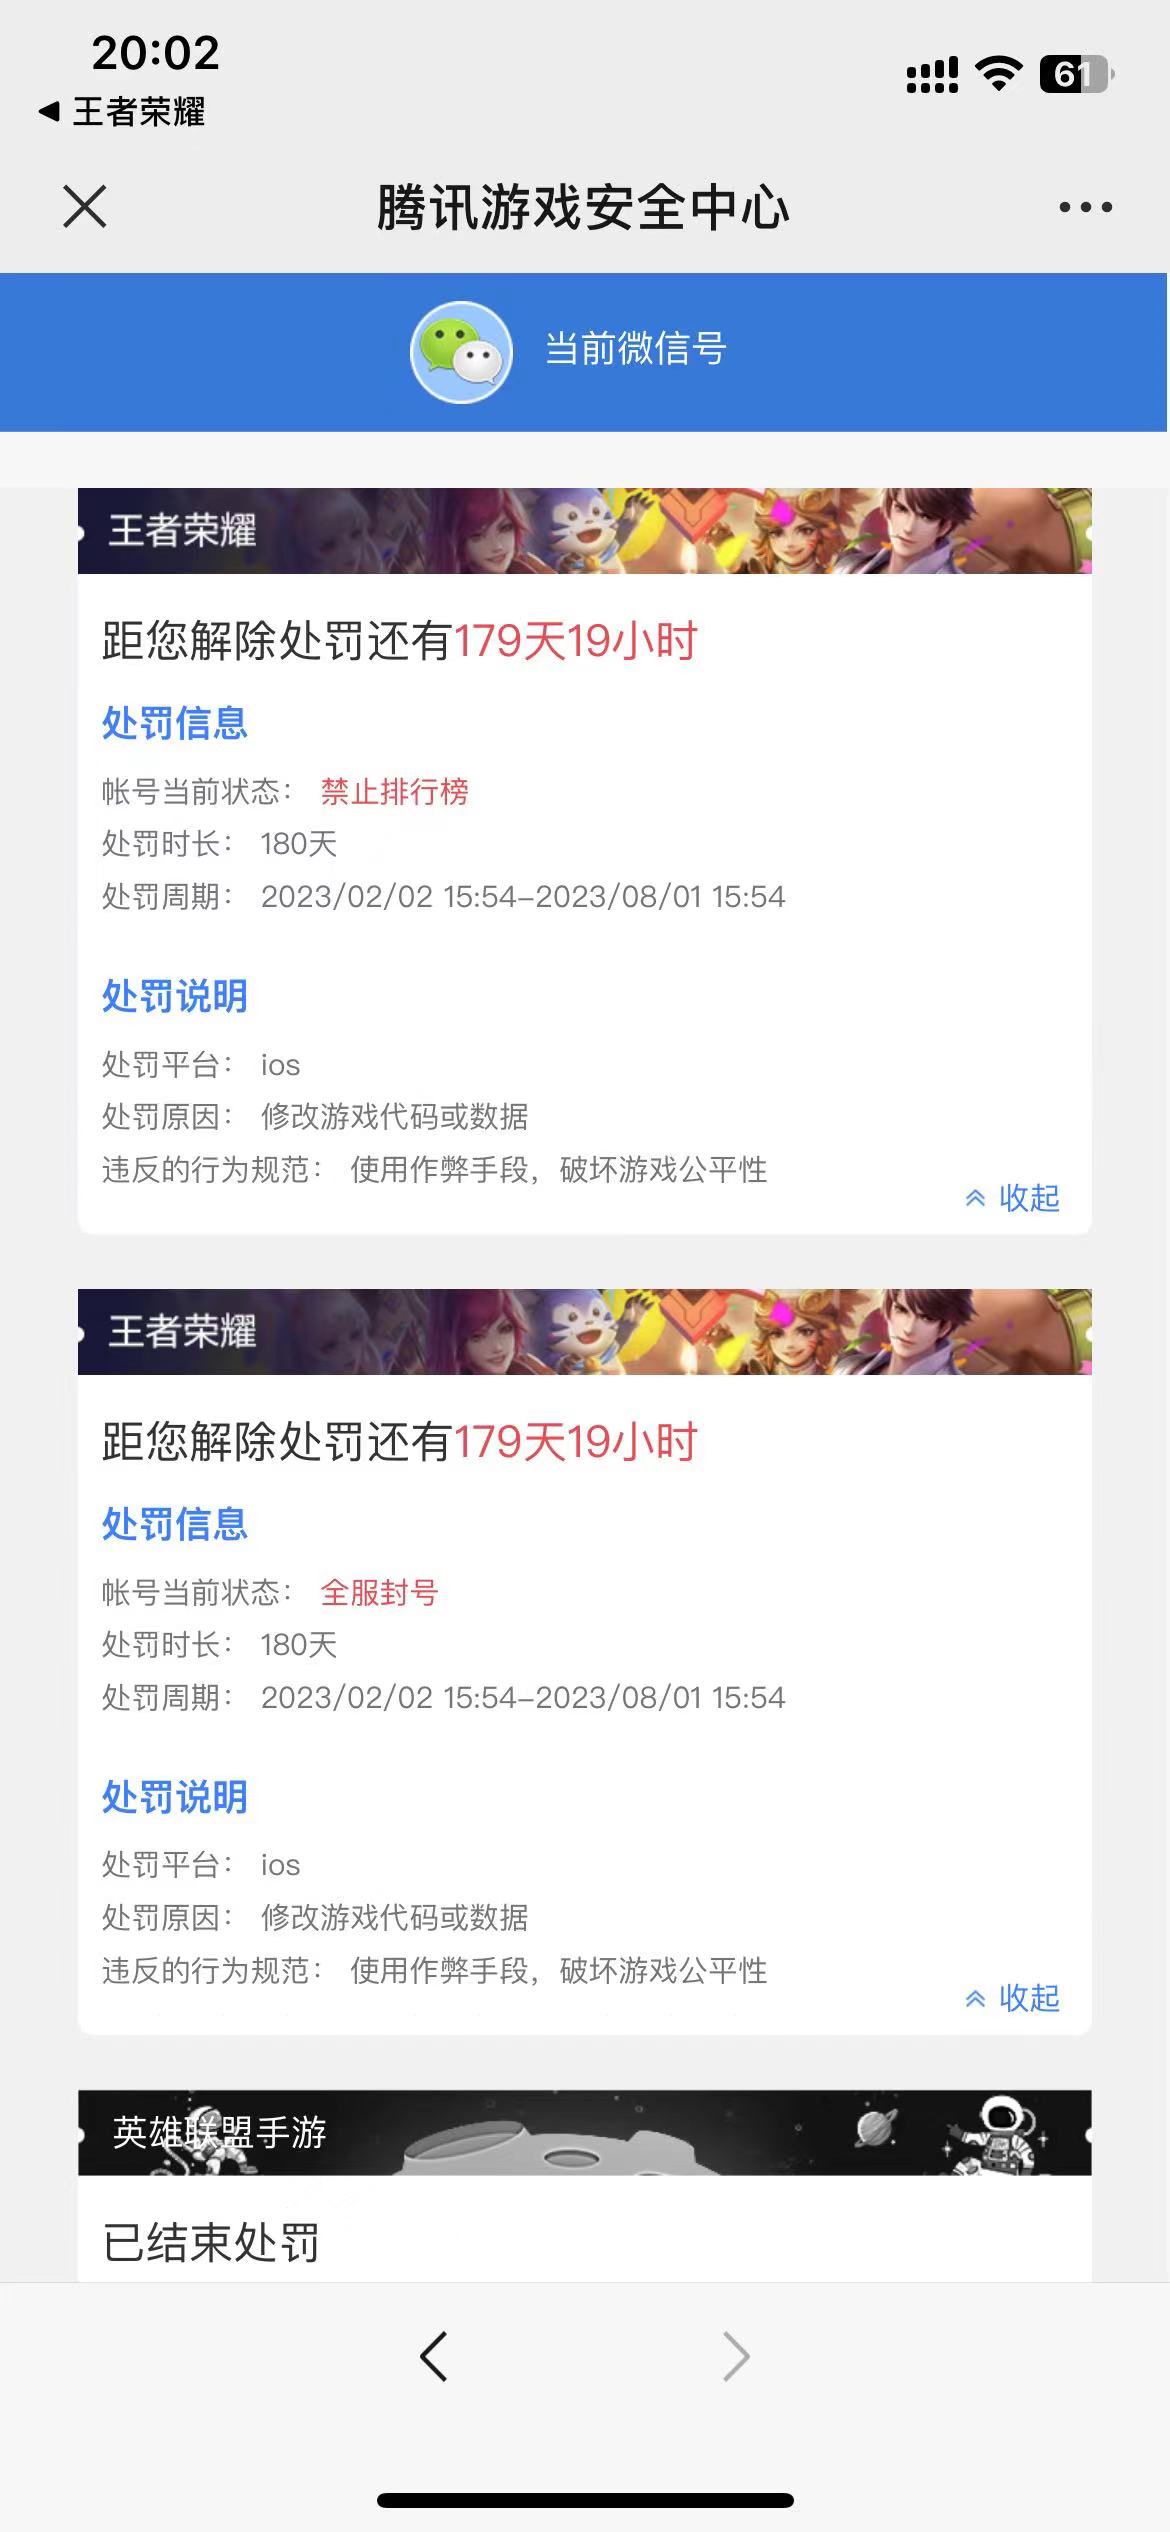 20:02
61
◀ 王者荣耀
腾讯游戏安全中心
当前微信号
王者荣耀
距您解除处罚还有179天19小时
处罚信息
帐号当前状态： 禁止排行榜
处罚时长： 180天
处罚周期： 2023/02/02 15:54-2023/08/01 15:54
处罚说明
处罚平台： ios
处罚原因： 修改游戏代码或数据
违反的行为规范： 使用作弊手段，破坏游戏公平性
收起
王者荣耀
距您解除处罚还有179天19小时
处罚信息
帐号当前状态： 全服封号
处罚时长： 180天
处罚周期： 2023/02/02 15:54-2023/08/01 15:54
处罚说明
处罚平台： ios
处罚原因： 修改游戏代码或数据
违反的行为规范： 使用作弊手段，破坏游戏公平性
收起
英雄联盟手游
已结束处罚